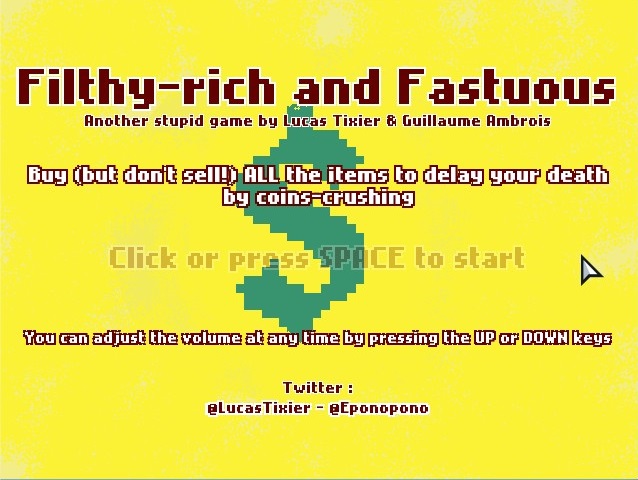 Filthy-rich and Fastuous
Another stupid game by Lucas Tixier & Guillaume Ambrois
Buy (but don't sell!) ALL the items to delay your death
by coins-crushing
Click or press SPACE to start
You can adjust the volume at any time by pressing the UP or DOWN keys
Twitter :
@LucasTixier - @Eponopono